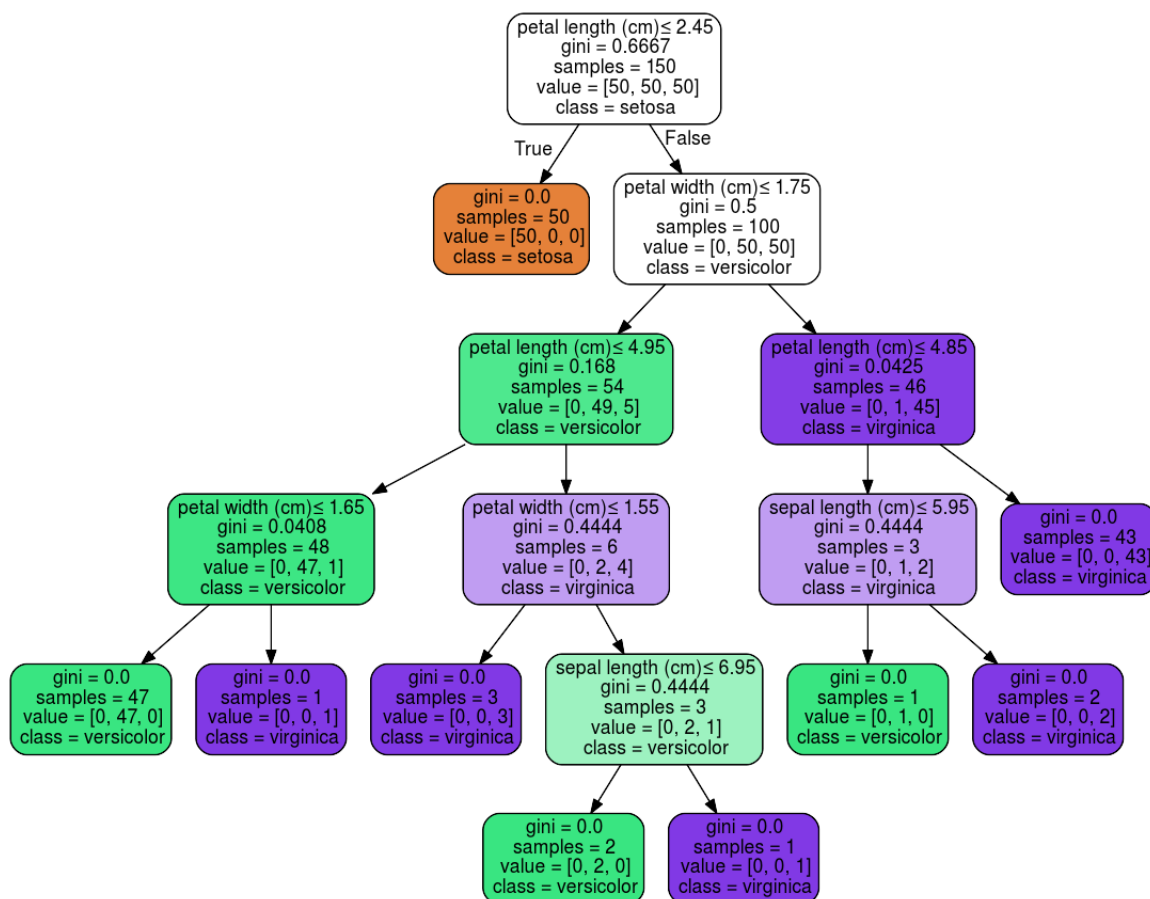 petal length (cm)≤ 2.45
gini = 0.6667
samples = 150
value = [50, 50, 50]
class = setosa
True
False
gini = 0.0
samples = 50
value = [50, 0, 0]
class = setosa
petal width (cm)≤ 1.75
gini = 0.5
samples = 100
value = [0, 50, 50]
class = versicolor
petal length (cm)≤ 4.95
gini = 0.168
samples = 54
value = [0, 49, 5]
class = versicolor
petal length (cm)≤ 4.85
gini = 0.0425
samples = 46
value = [0, 1, 45]
class = virginica
petal width (cm)≤ 1.65
gini = 0.0408
samples = 48
value = [0, 47, 1]
class = versicolor
petal width (cm)≤ 1.55
gini = 0.4444
samples = 6
value = [0, 2, 4]
class = virginica
sepal length (cm)≤ 5.95
gini = 0.4444
samples = 3
value = [0, 1, 2]
class = virginica
gini = 0.0
samples = 43
value = [0, 0, 43]
class = virginica
gini = 0.0
samples = 47
value = [0, 47, 0]
class = versicolor
gini = 0.0
samples = 1
value = [0, 0, 1]
class = virginica
gini = 0.0
samples = 3
value = [0, 0, 3]
class = virginica
sepal length (cm)≤ 6.95
gini = 0.4444
samples = 3
value = [0, 2, 1]
class = versicolor
gini = 0.0
samples = 1
value = [0, 1, 0]
class = versicolor
gini = 0.0
samples = 2
value = [0, 0, 2]
class = virginica
gini = 0.0
samples = 2
value = [0, 2, 0]
class = versicolor
gini = 0.0
samples = 1
value = [0, 0, 1]
class = virginica